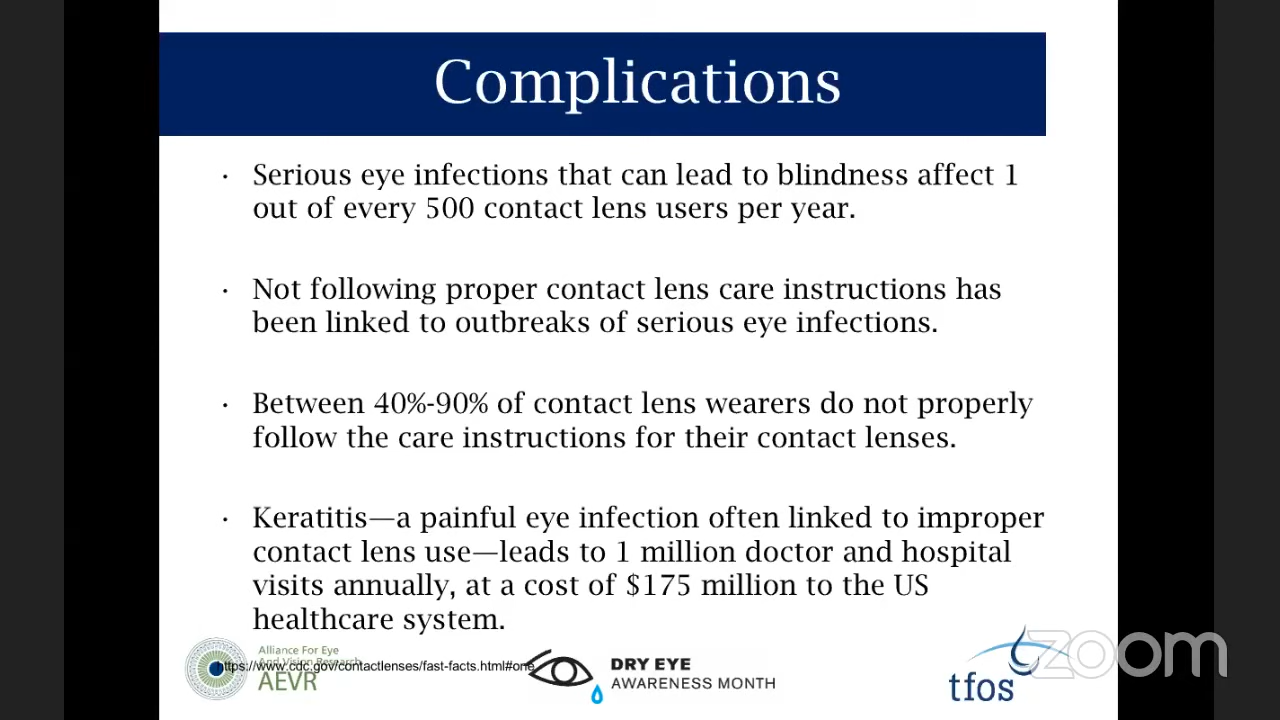 Complications
· Serious eye infections that can lead to blindness affect 1
out of every 500 contact lens users per year.
· Not following proper contact lens care instructions has
been linked to outbreaks of serious eye infections.
· Between 40%-90% of contact lens wearers do not properly
follow the care instructions for their contact lenses.
· Keratitis—a painful eye infection often linked to improper
contact lens use—leads to 1 million doctor and hospital
visits annually, at a cost of $175 million to the US
healthcare system.
Alliance For Eye
And Vision Research
AEVR
https://www.cdc.gov/contactlenses/fast-facts.html#one
DRY EYE
AWARENESS MONTH
tfos
zoom